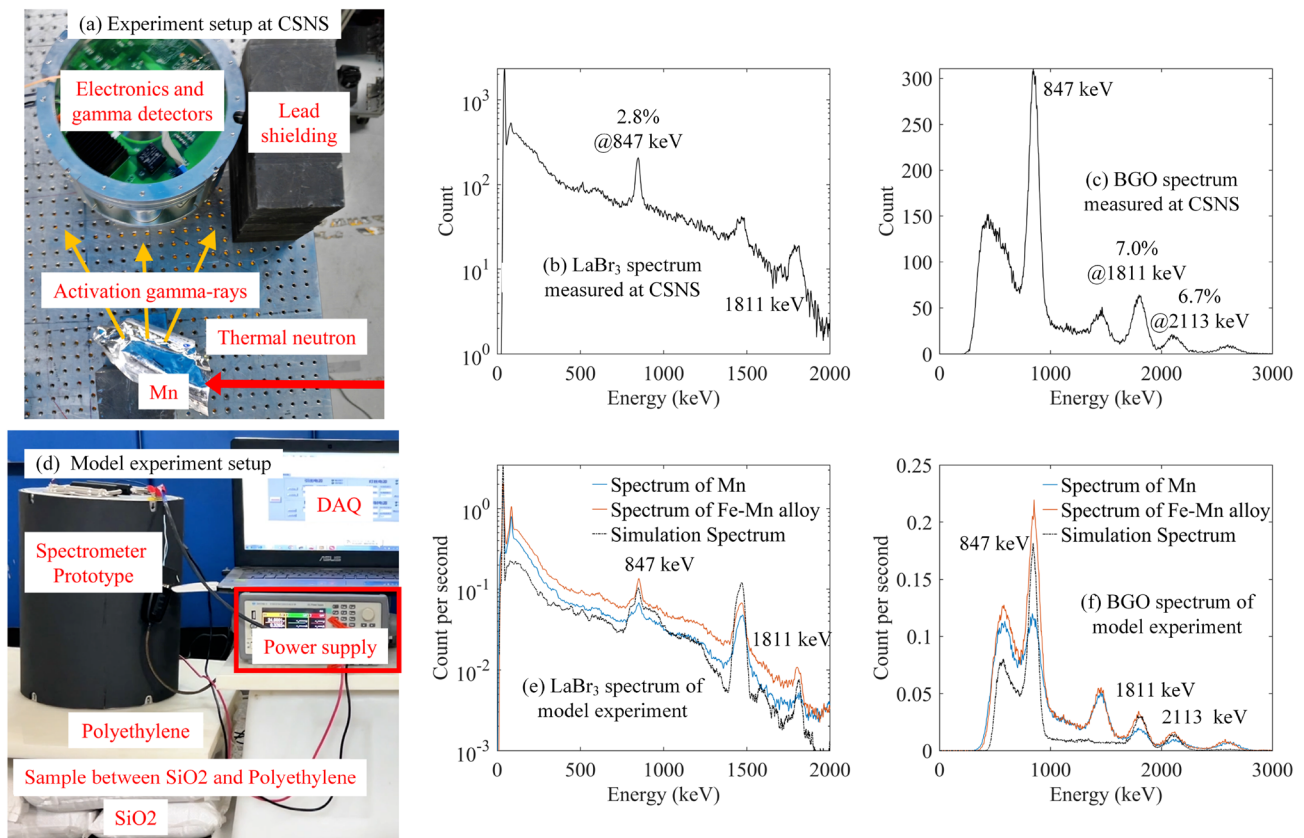 (a) Experiment setup at CSNS
Electronics and
gamma detectors
Lead
shielding
Activation gamma-rays
Thermal neutron
Mn
10³
10²
10¹
10⁰
Count
2.8%
@847 keV
(b) LaBr₃ spectrum
measured at CSNS
1811 keV
0 500 1000 1500 2000
Energy (keV)
300
250
200
150
100
50
0
Count
847 keV
(c) BGO spectrum
measured at CSNS
7.0%
@1811 keV
6.7%
@2113 keV
0 1000 2000 3000
Energy (keV)
(d) Model experiment setup
DAQ
ASUS
Spectrometer
Prototype
Power supply
Polyethylene
Sample between SiO2 and Polyethylene
SiO2
10⁰
10⁻¹
10⁻²
10⁻³
Count per second
Spectrum of Mn
Spectrum of Fe-Mn alloy
Simulation Spectrum
847 keV
1811 keV
(e) LaBr₃ spectrum of
model experiment
0 500 1000 1500 2000
Energy (keV)
0.25
0.2
0.15
0.1
0.05
0
Count per second
Spectrum of Mn
Spectrum of Fe-Mn alloy
Simulation Spectrum
847 keV
(f) BGO spectrum of
model experiment
1811 keV
2113 keV
0 1000 2000 3000
Energy (keV)